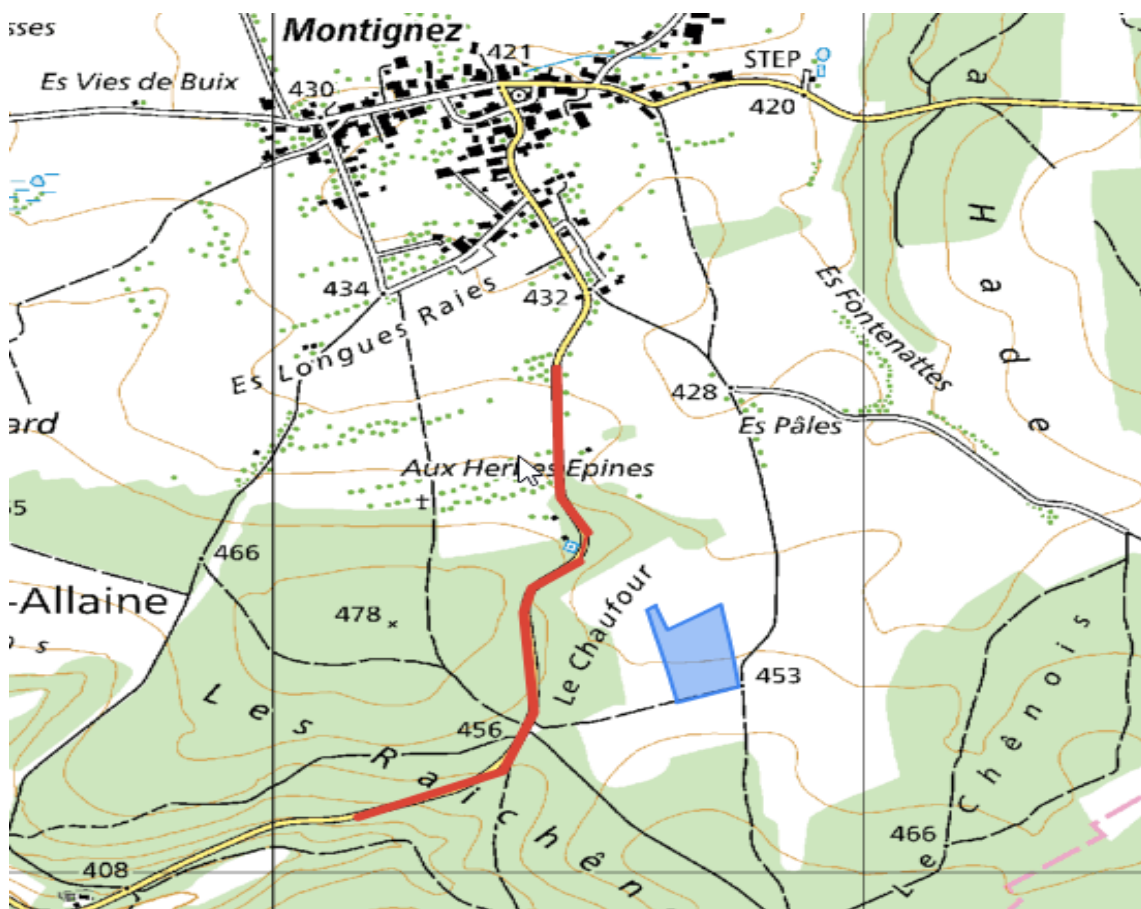 sses
Montignez
421
STEP
Es Vies de Buix
430
420
a
H
a
d
e
434
Es Longues Raies
432
Es Fontenattes
428
Es Pâles
ard
Aux Herbes Epines
466
-Allaine
478
Le Chaufour
453
456
Les Raichên
Le Chênois
466
408